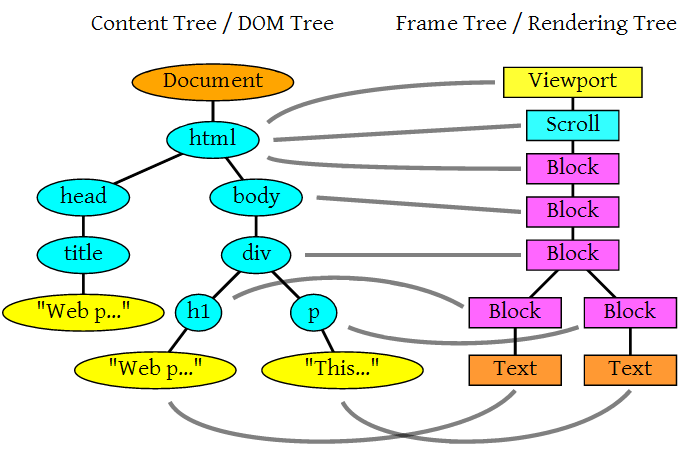 Content Tree / DOM Tree Frame Tree / Rendering Tree
Document Viewport
html Scroll
Block
head body Block
title div Block
"Web p..." h1 p Block Block
"Web p..." "This..." Text Text